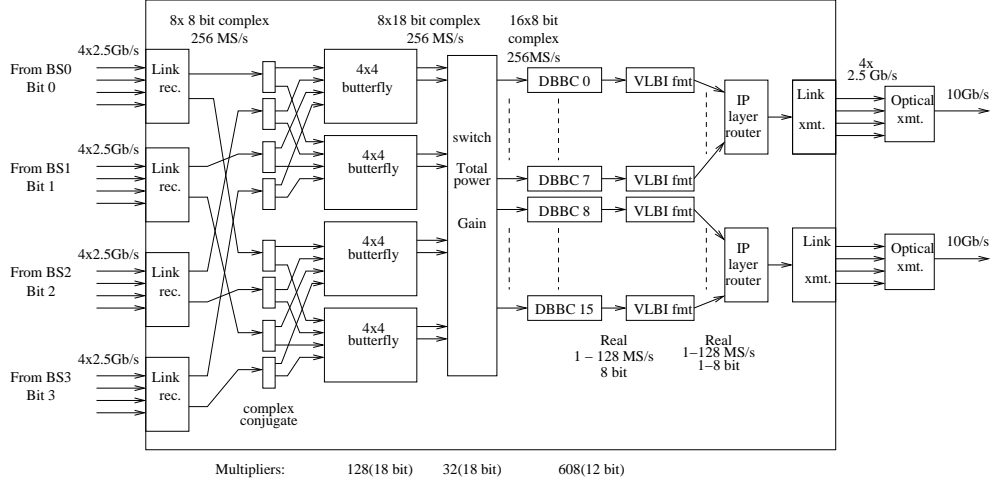 8x 8 bit complex
256 MS/s
8x18 bit complex
256 MS/s
16x8 bit
complex
256MS/s
4x2.5Gb/s
From BS0
Bit 0
Link
rec.
4x4
butterfly
DBBC 0
VLBI fmt
IP
layer
router
Link
xmt.
4x
2.5 Gb/s
Optical
xmt.
10Gb/s
switch
Total
power
Gain
4x2.5Gb/s
From BS1
Bit 1
Link
rec.
4x4
butterfly
DBBC 7
VLBI fmt
DBBC 8
VLBI fmt
4x2.5Gb/s
From BS2
Bit 2
Link
rec.
4x4
butterfly
IP
layer
router
Link
xmt.
Optical
xmt.
10Gb/s
DBBC 15
VLBI fmt
4x2.5Gb/s
From BS3
Bit 3
Link
rec.
4x4
butterfly
Real
1 – 128 MS/s
8 bit
Real
1–128 MS/s
1–8 bit
complex
conjugate
Multipliers: 128(18 bit) 32(18 bit) 608(12 bit)